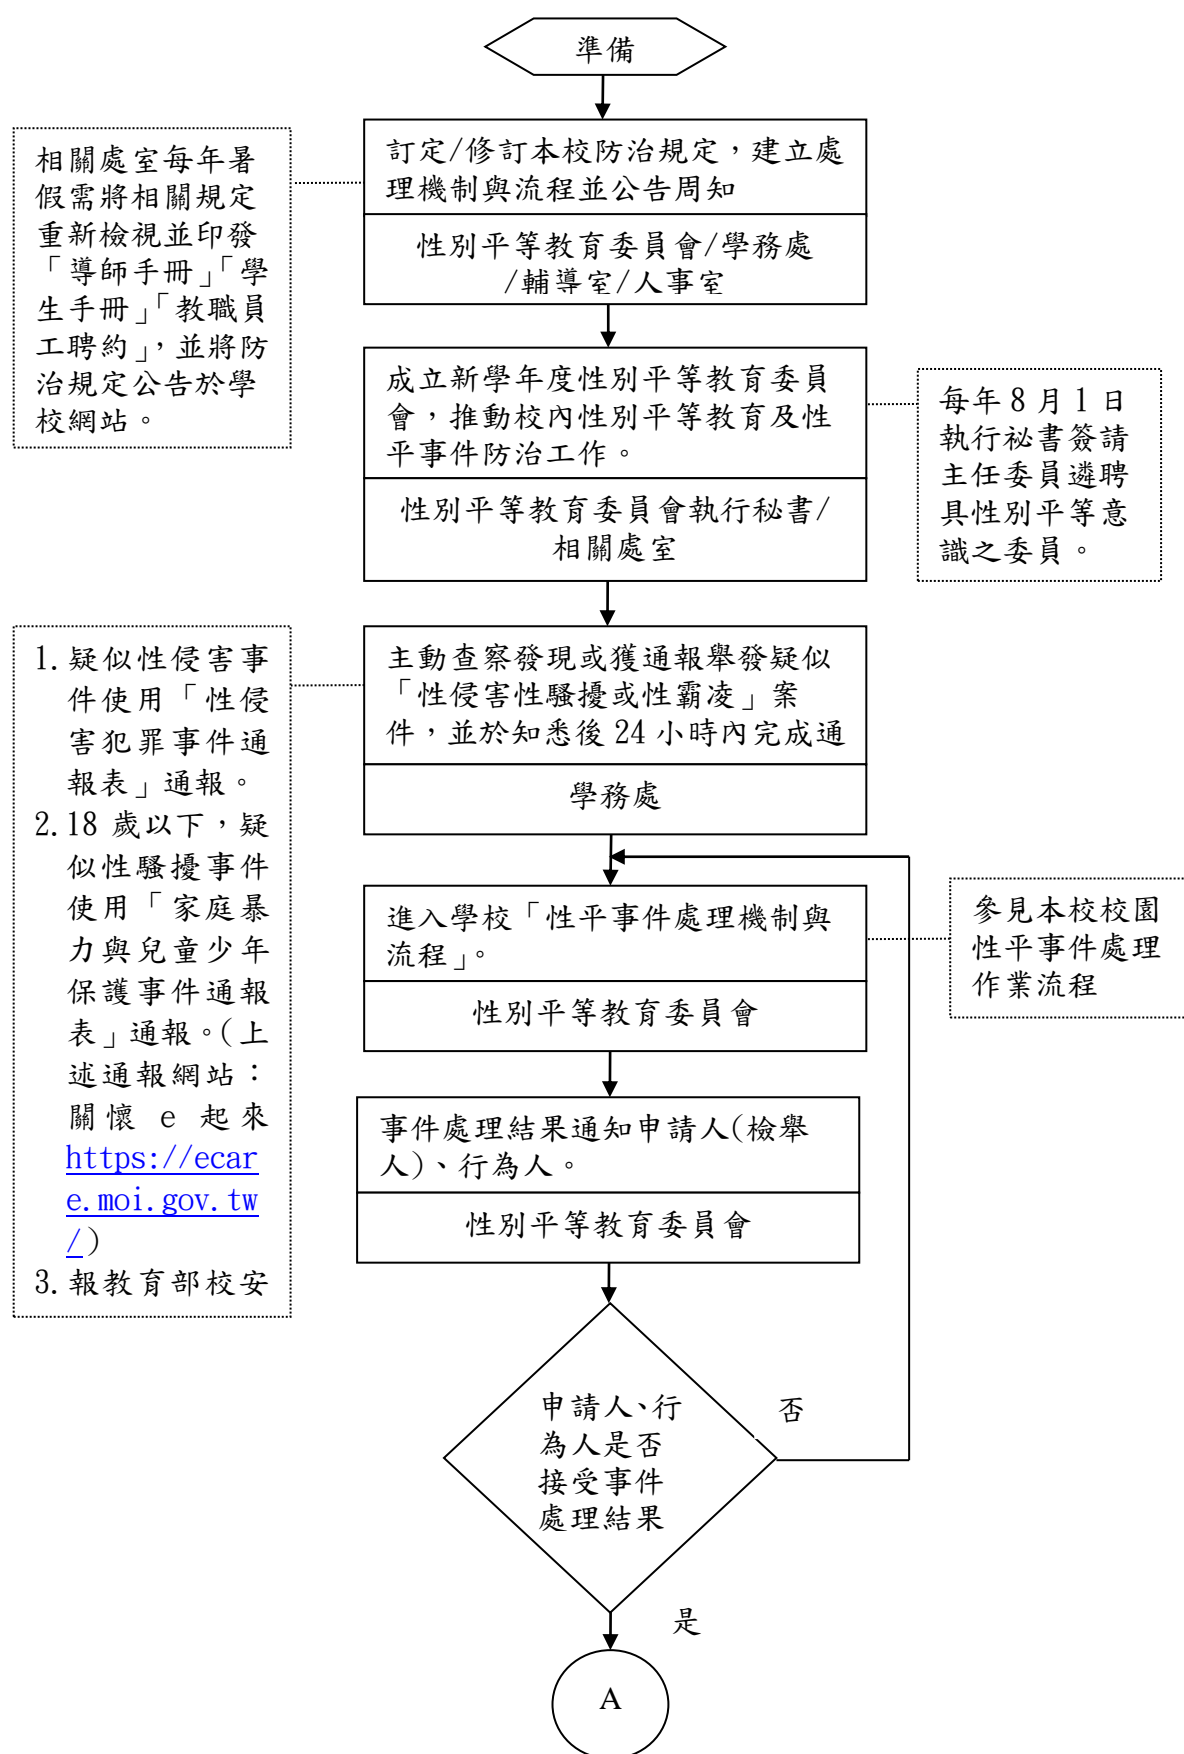 準備
訂定/修訂本校防治規定，建立處
理機制與流程並公告周知
性別平等教育委員會/學務處
/輔導室/人事室
相關處室每年暑
假需將相關規定
重新檢視並印發
「導師手冊」「學
生手冊」「教職員
工聘約」，並將防
治規定公告於學
校網站。
成立新學年度性別平等教育委員
會，推動校內性別平等教育及性
平事件防治工作。
性別平等教育委員會執行秘書/
相關處室
每年 8 月 1 日
執行祕書簽請
主任委員遴聘
具性別平等意
識之委員。
主動查察發現或獲通報舉發疑似
「性侵害性騷擾或性霸凌」案
件，並於知悉後 24 小時內完成通
學務處
1. 疑似性侵害事
件使用「性侵
害犯罪事件通
報表」通報。
2. 18 歲以下，疑
似性騷擾事件
使用「家庭暴
力與兒童少年
保護事件通報
表」通報。(上
述通報網站：
關懷 e 起來
https://ecar
e.moi.gov.tw
/)
3. 報教育部校安
進入學校「性平事件處理機制與
流程」。
性別平等教育委員會
參見本校校園
性平事件處理
作業流程
事件處理結果通知申請人(檢舉
人)、行為人。
性別平等教育委員會
申請人、行
為人是否
接受事件
處理結果
否
是
A